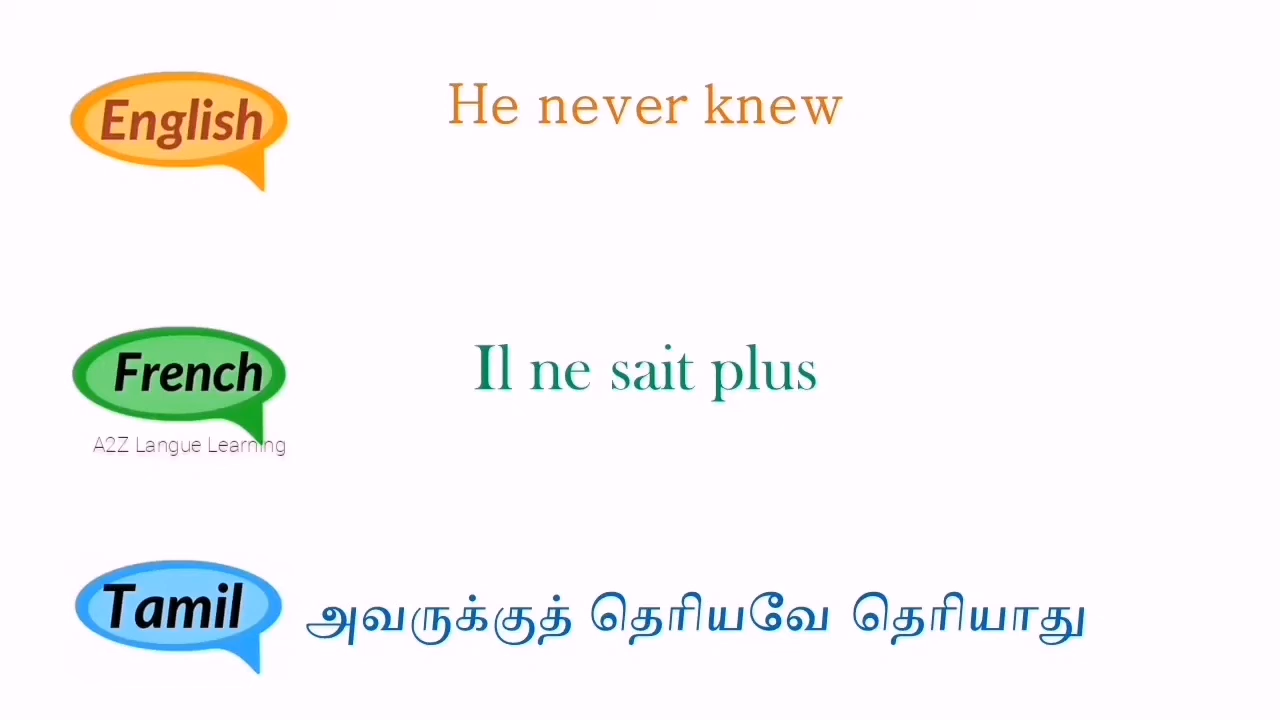 English
He never knew
French
Il ne sait plus
A2Z Langue Learning
Tamil
அவருக்குத் தெரியவே தெரியாது